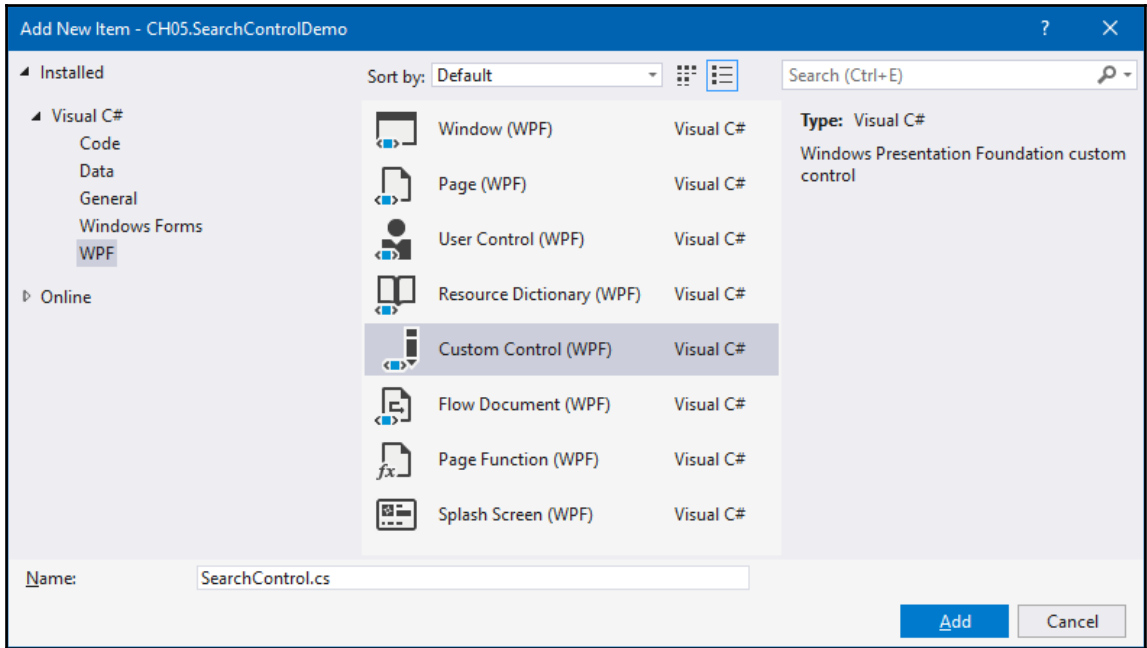 Add New Item - CH05.SearchControlDemo ? ×
Installed
Visual C#
Code
Data
General
Windows Forms
WPF
Online
Sort by: Default
Window (WPF) Visual C#
Page (WPF) Visual C#
User Control (WPF) Visual C#
Resource Dictionary (WPF) Visual C#
Custom Control (WPF) Visual C#
Flow Document (WPF) Visual C#
fx Page Function (WPF) Visual C#
Splash Screen (WPF) Visual C#
Search (Ctrl+E)
Type: Visual C#
Windows Presentation Foundation custom
control
Name: SearchControl.cs
Add Cancel